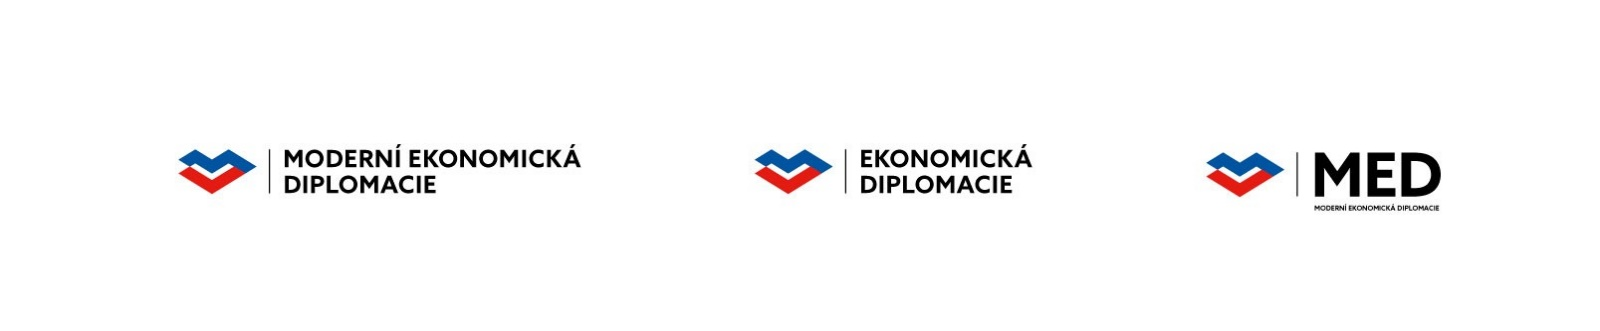 MODERNÍ EKONOMICKÁ
DIPLOMACIE
EKONOMICKÁ
DIPLOMACIE
MED
MODERNÍ EKONOMICKÁ DIPLOMACIE